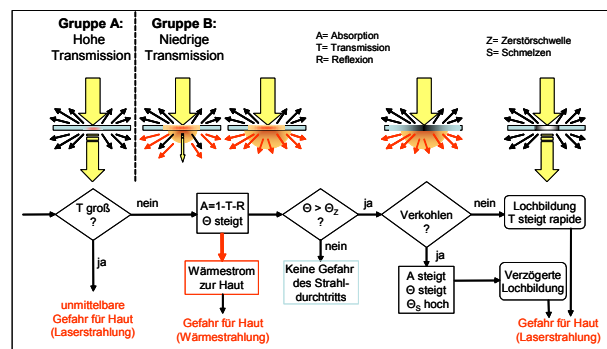 Gruppe A:
Hohe
Transmission
Gruppe B:
Niedrige
Transmission
A= Absorption
T= Transmission
R= Reflexion
Z= Zerstörschwelle
S= Schmelzen
T groß
?
nein
ja
unmittelbare
Gefahr für Haut
(Laserstrahlung)
A=1-T-R
Θ steigt
Wärmestrom
zur Haut
Gefahr für Haut
(Wärmestrahlung)
Θ > Θz
?
ja
nein
Keine Gefahr
des Strahl-
durchtritts
Verkohlen
?
nein
ja
Lochbildung
T steigt rapide
A steigt
Θ steigt
ΘS hoch
Verzögerte
Lochbildung
Gefahr für Haut
(Laserstrahlung)